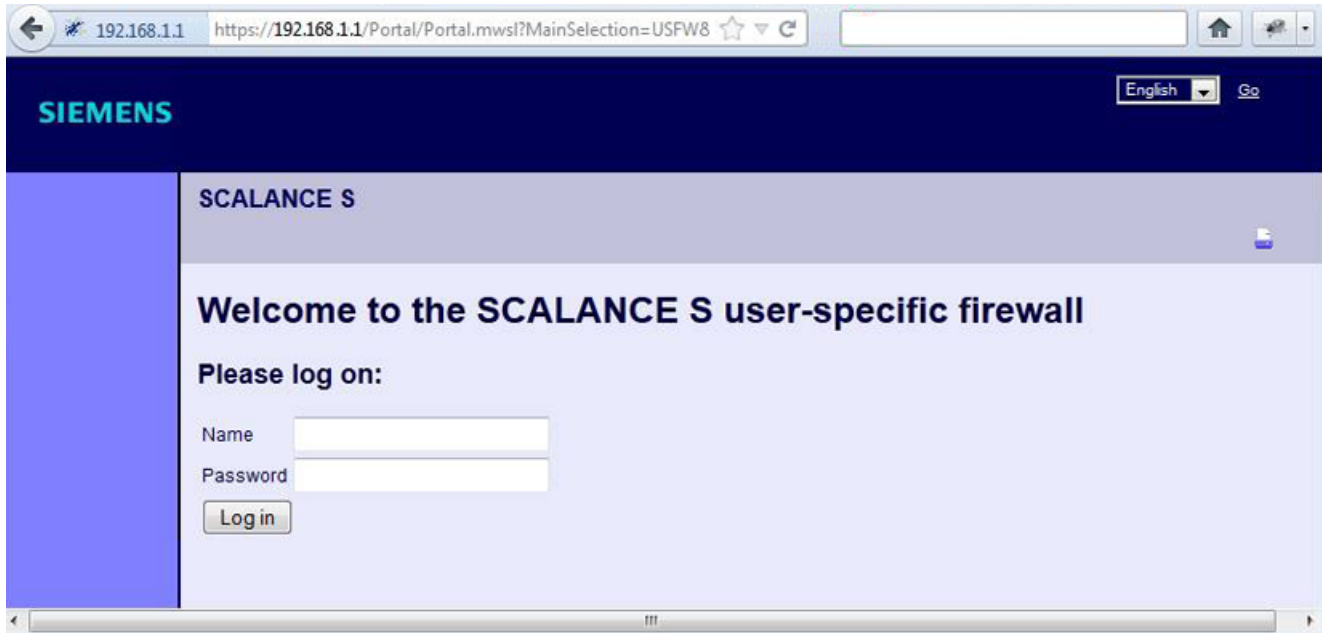 192.168.1.1 https://192.168.1.1/Portal/Portal.mwsl?MainSelection=USFW8
English Go
SIEMENS
SCALANCE S
Welcome to the SCALANCE S user-specific firewall
Please log on:
Name
Password
Log in